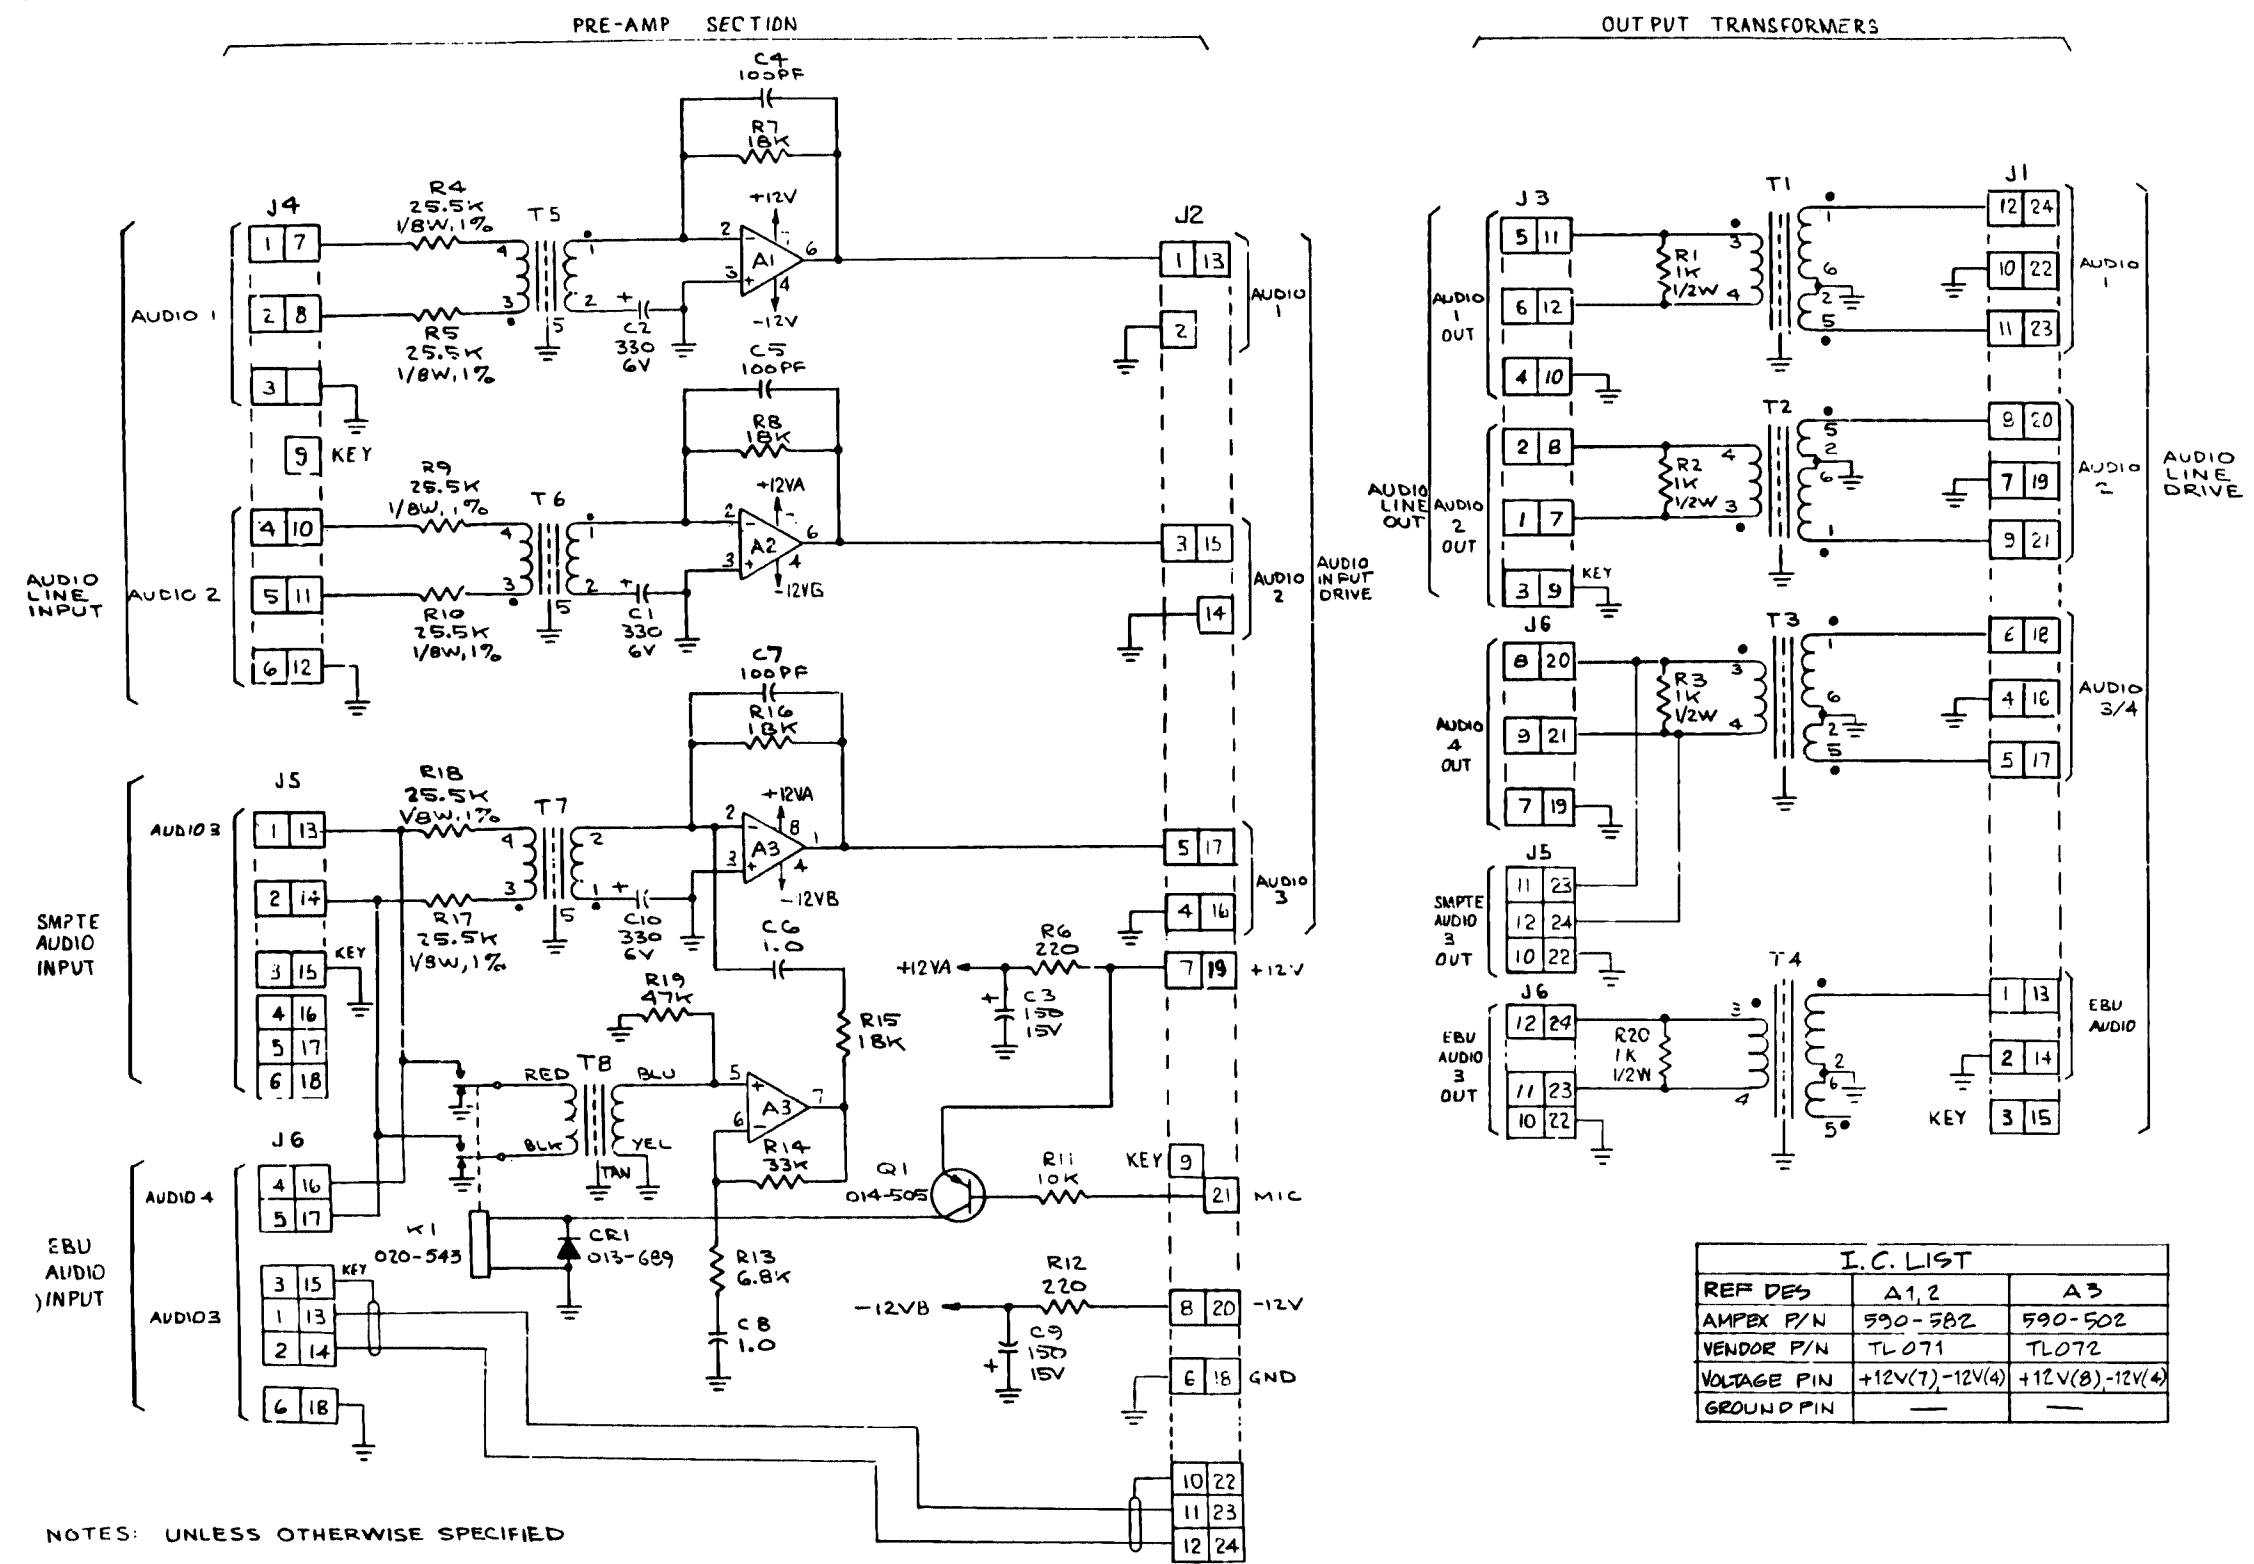 PRE-AMP SECTION
OUTPUT TRANSFORMERS
C4
100PF
R7
18K
+12V
R4
25.5K
1/8W, 1%
J4
1 7
T5
4
3
1
2
5
2 8
R5
25.5K
1/8W, 1%
AUDIO 1
3
+
C2
330
6V
2
3
-
+
A1
7
6
4
-12V
J2
1 13
2
AUDIO
1
C5
100PF
R8
18K
9 KEY
R9
25.5K
1/8W, 1%
T6
4
3
1
2
5
4 10
5 11
6 12
R10
25.5K
1/8W, 1%
AUDIO 2
AUDIO
LINE
INPUT
+
C1
330
6V
+12VA
2
3
-
+
A2
6
4
3 15
14
AUDIO
2
AUDIO
INPUT
DRIVE
C7
100PF
R16
18K
J5
AUDIO 3
1 13
2 14
3 15
KEY
4 16
5 17
6 18
SMPTE
AUDIO
INPUT
R18
25.5K
1/8W, 1%
R17
25.5K
1/8W, 1%
T7
4
3
2
1
5
+
C10
330
6V
+12VA
2
3
-
+
A3
8
1
4
-12VB
5 17
4 16
AUDIO
3
C6
1.0
R19
47K
R15
18K
+12VA
R6
220
+
C3
150
15V
7 19
+12V
T8
RED
BLK
BLU
YEL
TAN
5
6
+
-
A3
7
R14
33K
R13
6.8K
C8
1.0
Q1
014-505
R11
10K
KEY 9
21 MIC
K1
020-543
CR1
013-689
J6
AUDIO 4
4 16
5 17
EBU
AUDIO
)INPUT
AUDIO 3
KEY
3 15
1 13
2 14
6 18
-12VB
R12
220
C9
150
15V
+
8 20
-12V
6 18
GND
10 22
11 23
12 24
NOTES: UNLESS OTHERWISE SPECIFIED
J3
5 11
6 12
4 10
AUDIO
1
OUT
R1
1K
1/2W
T1
3
4
1
6
2
5
J1
12 24
10 22
11 23
AUDIO
1
AUDIO
LINE
OUT
AUDIO
2
OUT
2 8
1 7
3 9
KEY
R2
1K
1/2W
T2
4
3
5
2
6
1
20
7 19
9 21
AUDIO
AUDIO
LINE
DRIVE
J6
8 20
9 21
7 19
AUDIO
4
OUT
R3
1K
1/2W
T3
3
4
1
6
2
5
18
4 16
5 17
AUDIO
3/4
J5
11 23
12 24
10 22
SMPTE
AUDIO
3
OUT
J6
12 24
11 23
10 22
EBU
AUDIO
3
OUT
R20
1K
1/2W
T4
3
4
2
6
5
1 13
2 14
EBU
AUDIO
KEY
3 15
I.C. LIST
REF DES A1,2 A3
AMPEX P/N 590-582 590-502
VENDOR P/N TL071 TL072
VOLTAGE PIN +12V(7),-12V(4) +12V(8),-12V(4)
GROUND PIN — —